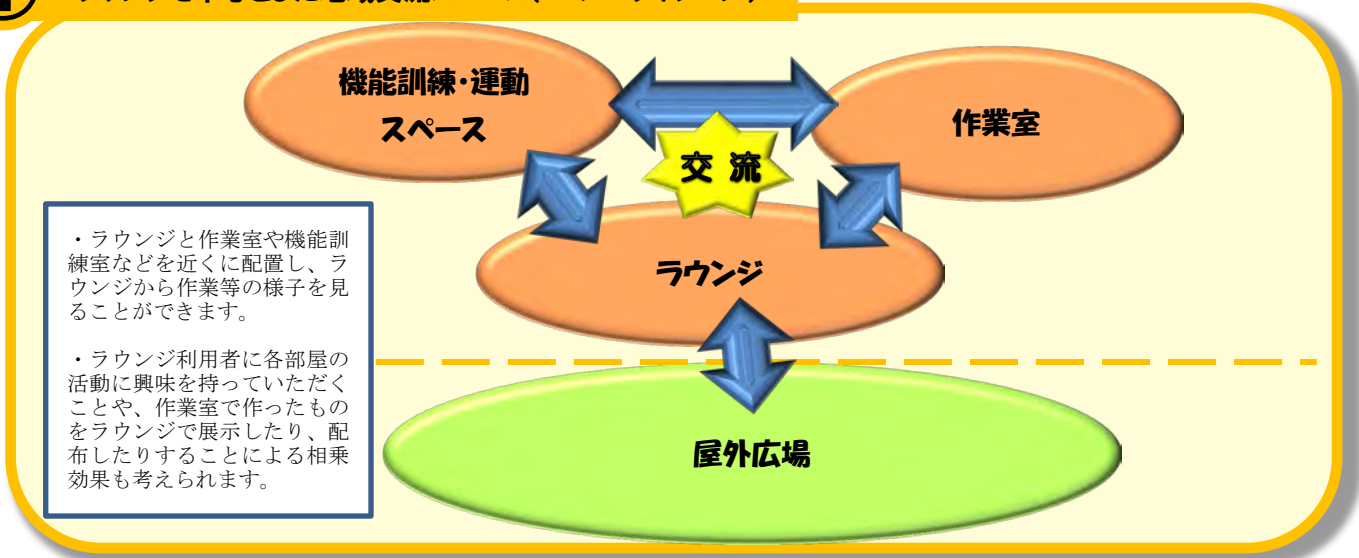 機能訓練・運動
スペース
作業室
交 流
ラウンジ
・ラウンジと作業室や機能訓
練室などを近くに配置し、ラ
ウンジから作業等の様子を見
ることができます。
・ラウンジ利用者に各部屋の
活動に興味を持っていただく
ことや、作業室で作ったもの
をラウンジで展示したり、配
布したりすることによる相乗
効果も考えられます。
屋外広場